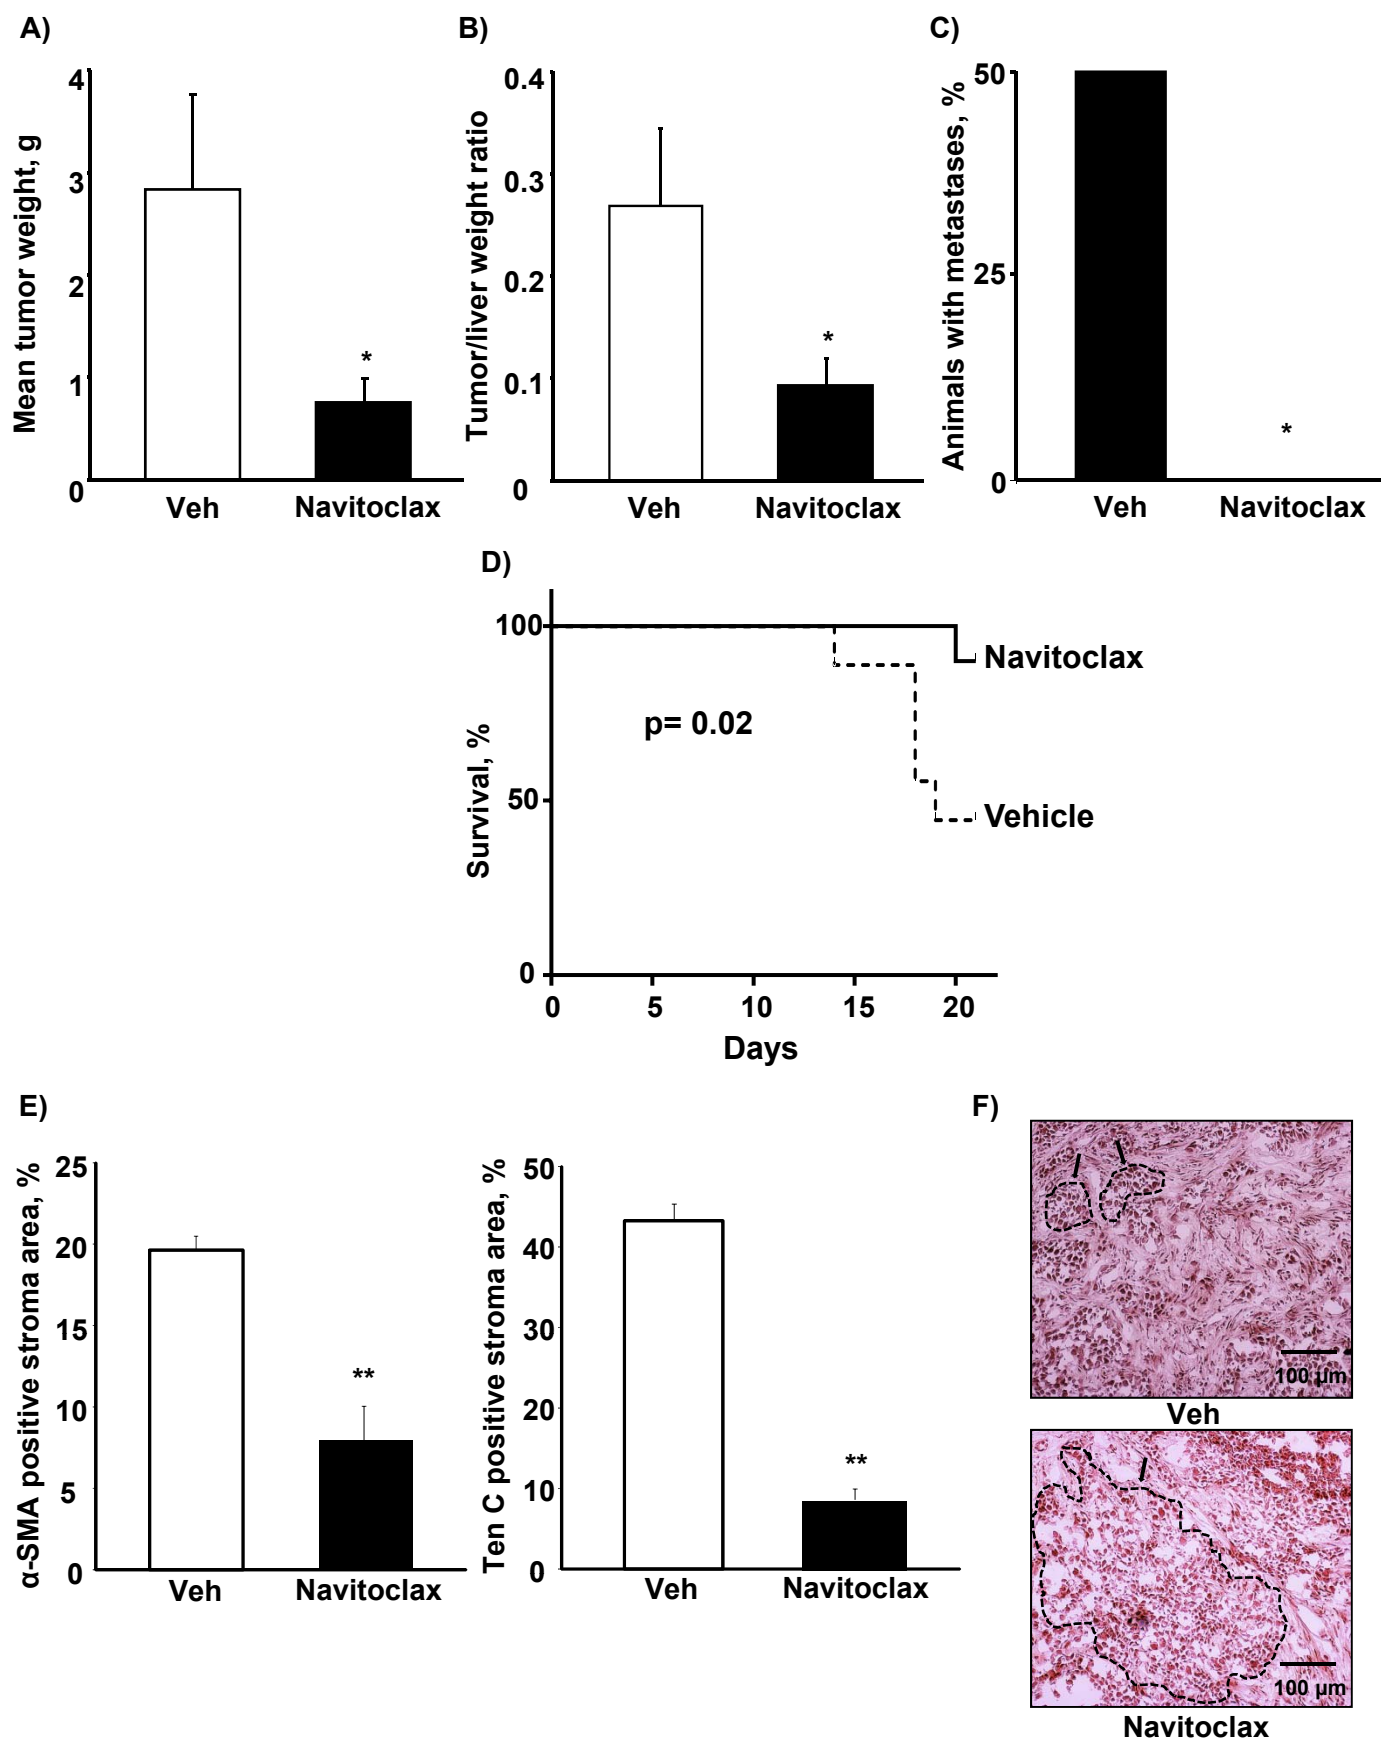 A)
Mean tumor weight, g
4
3
2
1
0
*
Veh
Navitoclax
B)
Tumor/liver weight ratio
0.4
0.3
0.2
0.1
0
*
Veh
Navitoclax
C)
Animals with metastases, %
50
25
0
*
Veh
Navitoclax
D)
Survival, %
100
50
0
Navitoclax
p= 0.02
Vehicle
0 5 10 15 20
Days
E)
α-SMA positive stroma area, %
25
20
15
10
5
0
**
Veh
Navitoclax
Ten C positive stroma area, %
50
40
30
20
10
0
**
Veh
Navitoclax
F)
100 µm
Veh
100 µm
Navitoclax